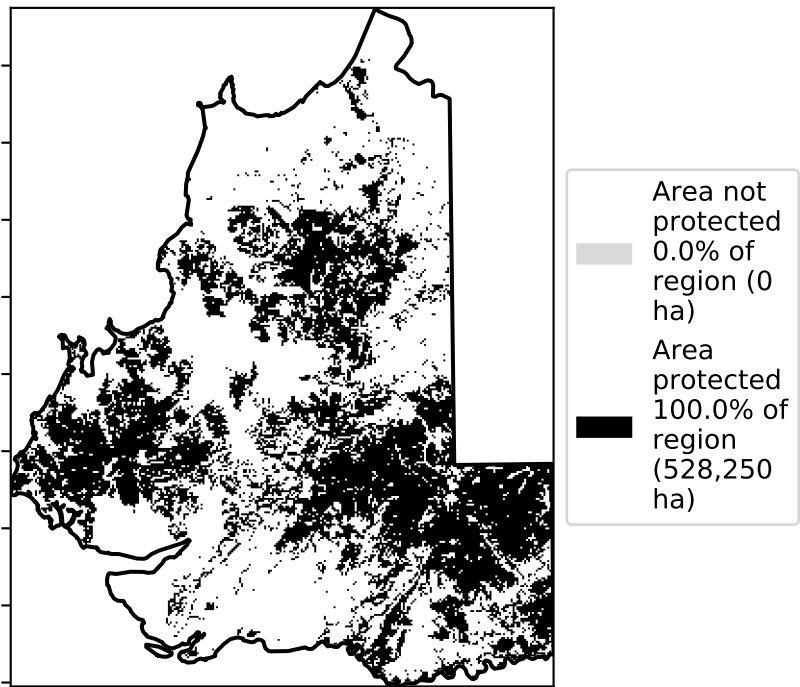 Area not
protected
0.0% of
region (0
ha)
Area
protected
100.0% of
region
(528,250
ha)